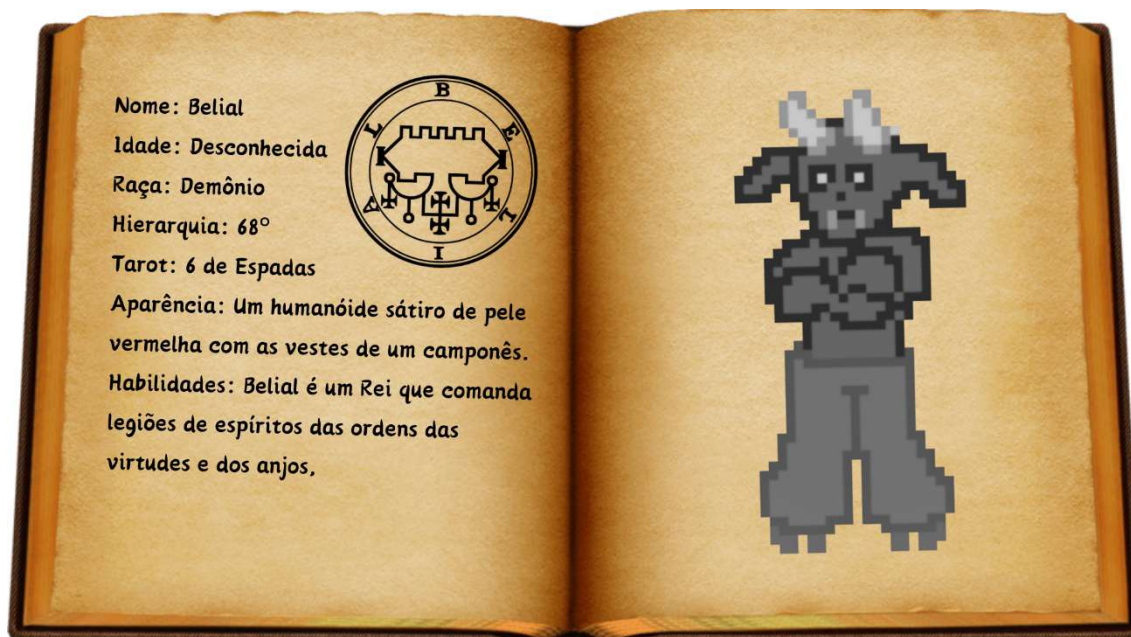 Nome: Belial
Idade: Desconhecida
Raça: Demônio
Hierarquia: 68º
Tarot: 6 de Espadas
Aparência: Um humanóide sátiro de pele
vermelha com as vestes de um camponês.
Habilidades: Belial é um Rei que comanda
legiões de espíritos das ordens das
virtudes e dos anjos,
B E L I A L